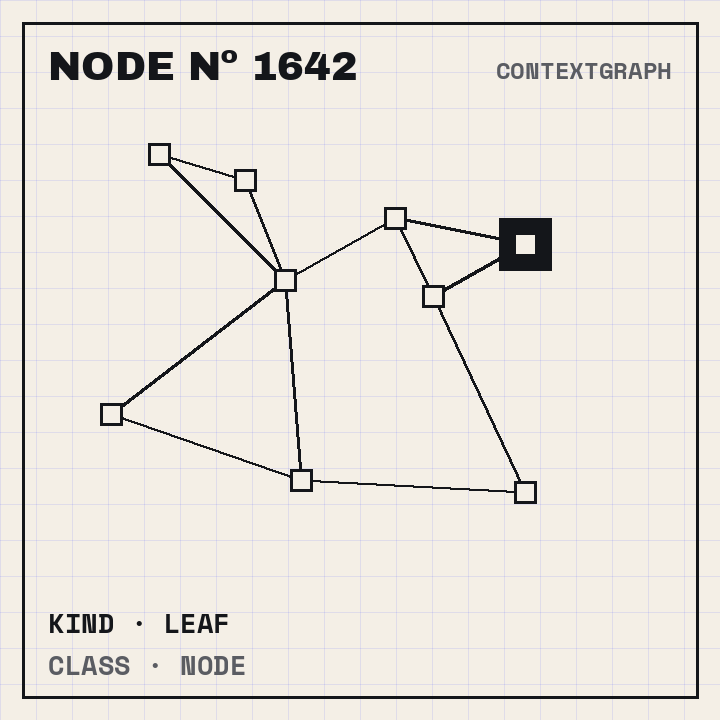 NODE Nº 1642
CONTEXTGRAPH
KIND · LEAF
CLASS · NODE